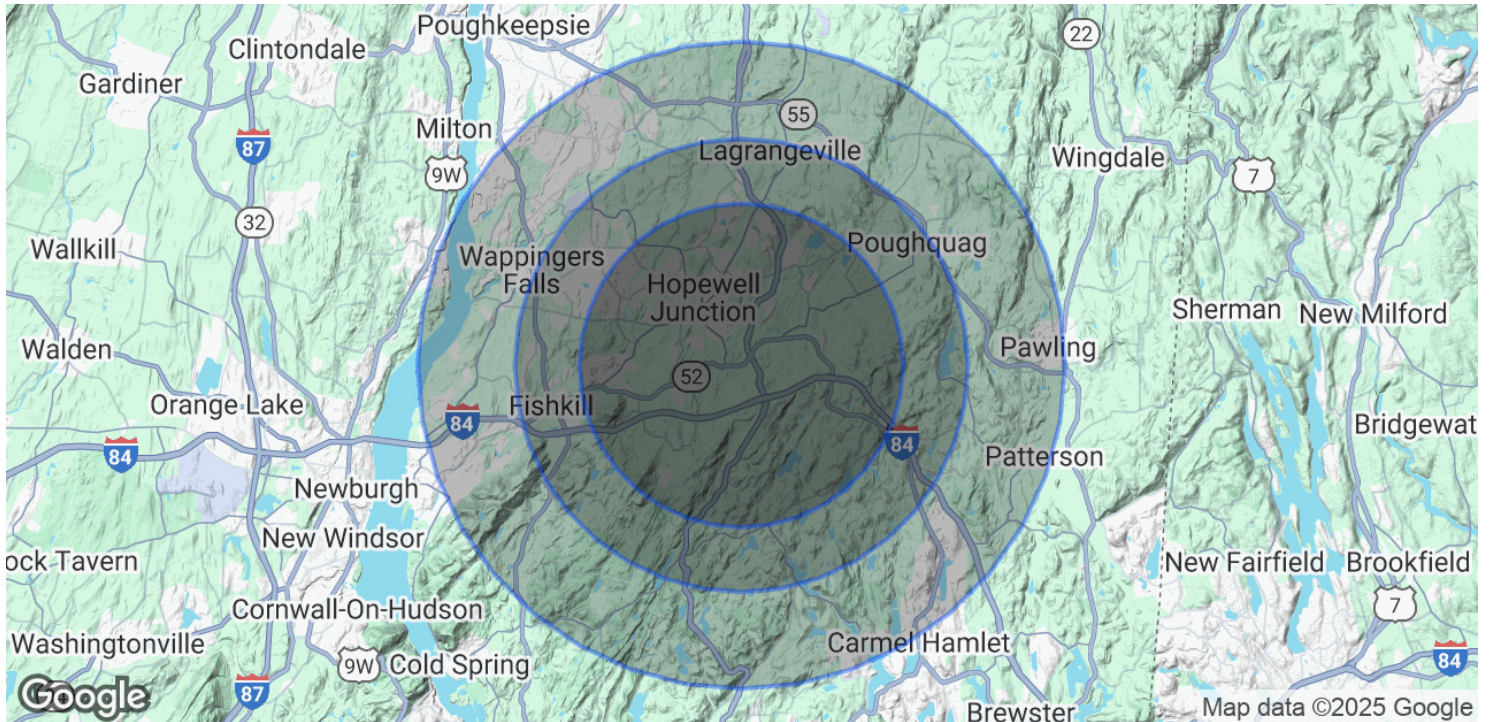 Poughkeepsie
Clintondale
22
Gardiner
55
Milton
87
Lagrangeville
Wingdale
9W
7
32
Wallkill
Poughquag
Wappingers
Falls
Hopewell
Junction
Sherman
New Milford
Walden
Pawling
52
Orange Lake
Fishkill
84
Bridgewat
84
84
Patterson
Newburgh
New Windsor
ock Tavern
New Fairfield
Brookfield
Cornwall-On-Hudson
7
Washingtonville
Carmel Hamlet
9W
Cold Spring
84
87
Google
Brewster
Map data ©2025 Google